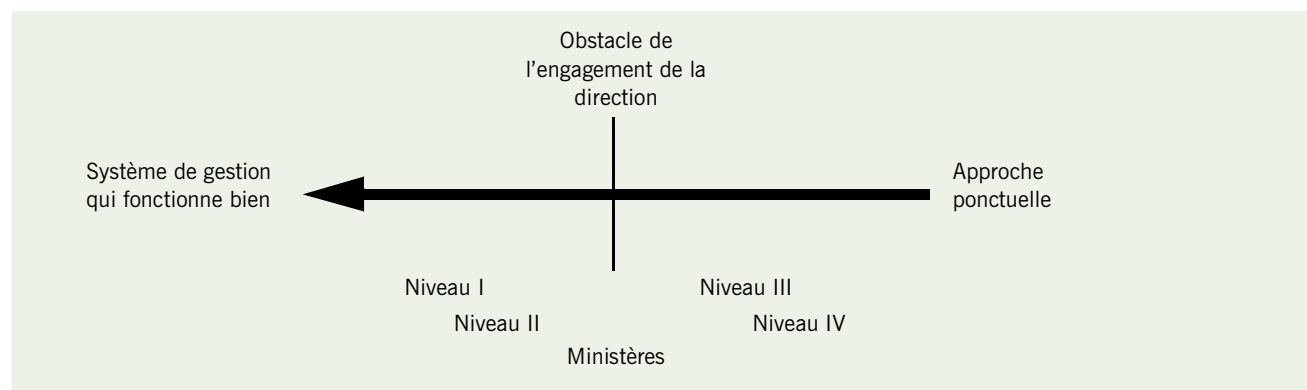 Obstacle de
l'engagement de la
direction
Système de gestion
qui fonctionne bien
Approche
ponctuelle
Niveau I
Niveau III
Niveau II
Niveau IV
Ministères